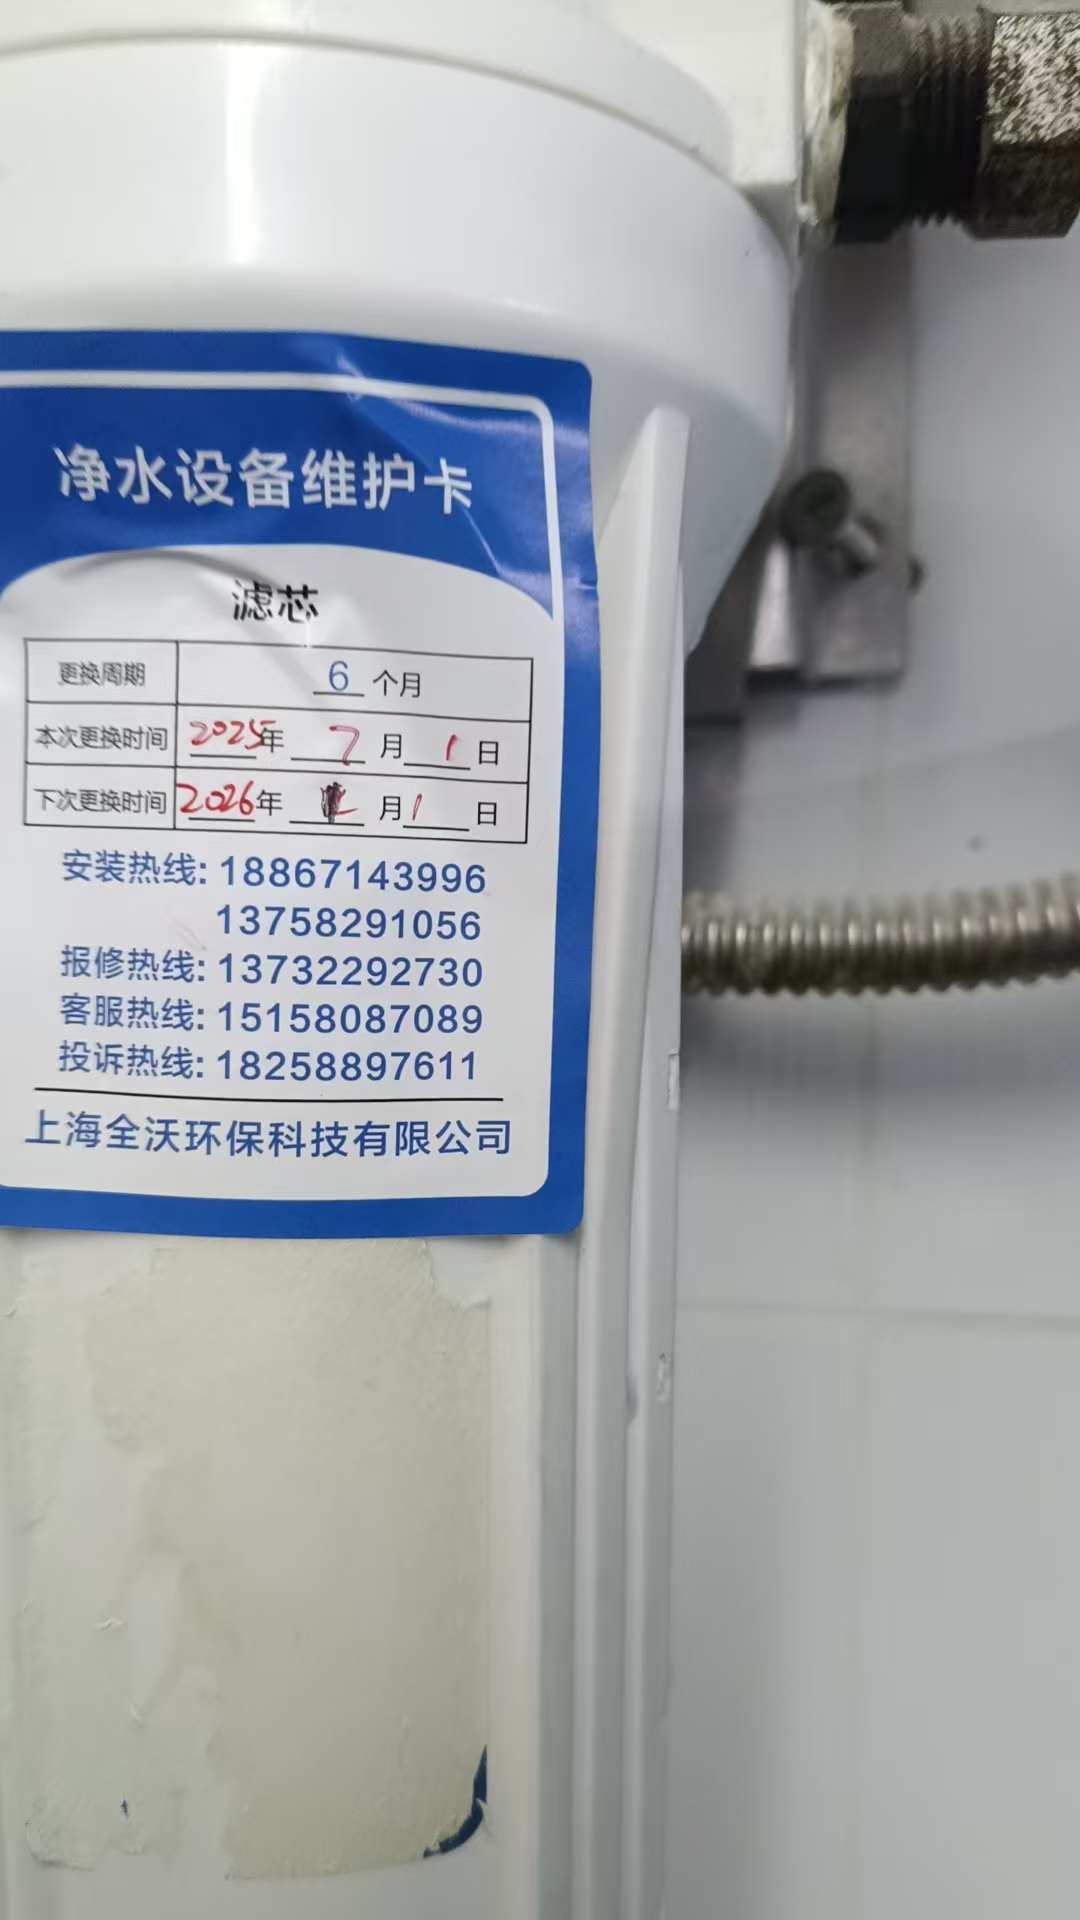 净水设备维护卡
滤芯
更换周期 6 个月
本次更换时间 2025年 7 月 1 日
下次更换时间 2026年 月 1 日
安装热线: 18867143996
13758291056
报修热线: 13732292730
客服热线: 15158087089
投诉热线: 18258897611
上海全沃环保科技有限公司